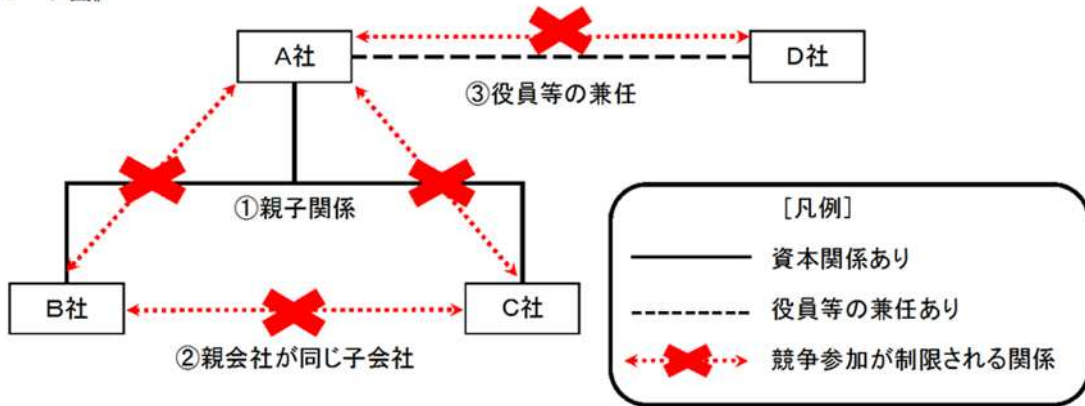 A社
D社
③役員等の兼任
①親子関係
B社
C社
②親会社が同じ子会社
［凡例］
資本関係あり
役員等の兼任あり
競争参加が制限される関係